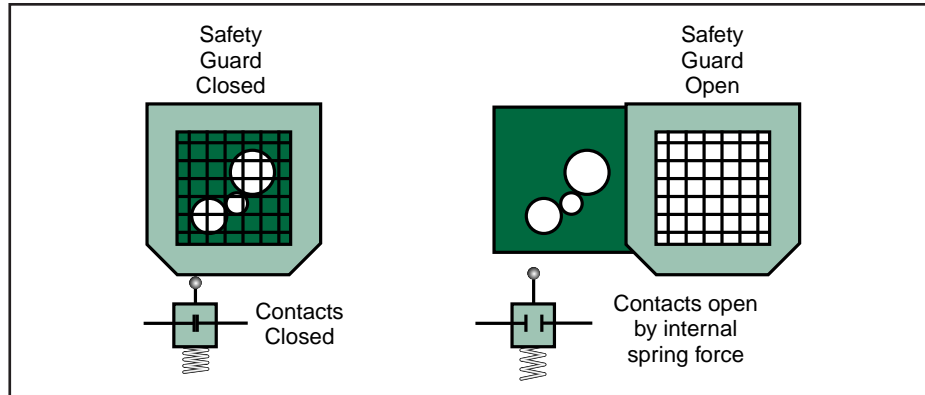 Safety
Guard
Closed
Safety
Guard
Open
Contacts
Closed
Contacts open
by internal
spring force